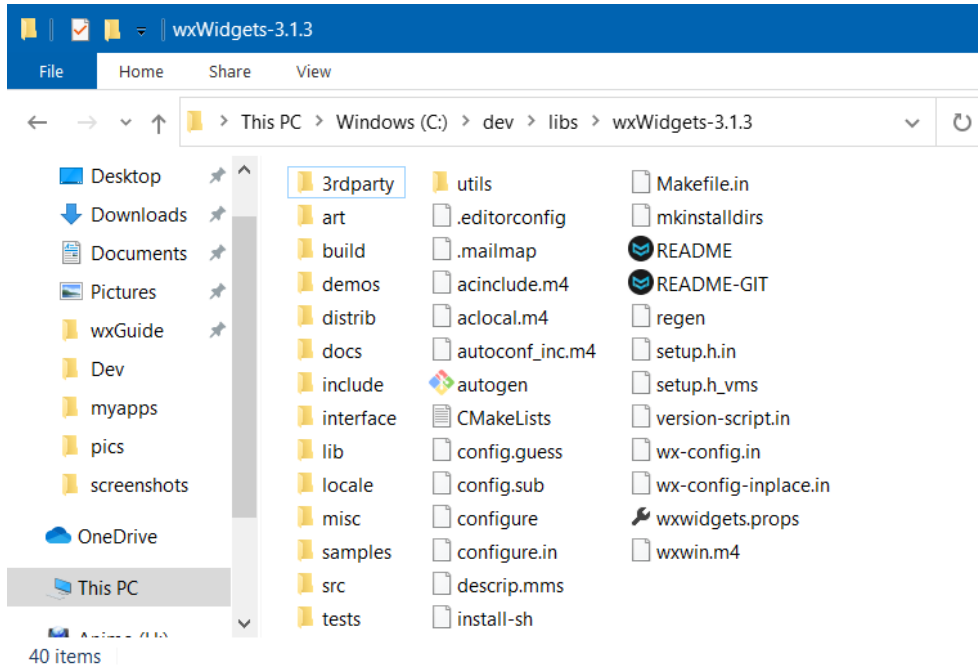 wxWidgets-3.1.3
File Home Share View
This PC > Windows (C:) > dev > libs > wxWidgets-3.1.3
Desktop
Downloads
Documents
Pictures
wxGuide
Dev
myapps
pics
screenshots
OneDrive
This PC
3rdparty
art
build
demos
distrib
docs
include
interface
lib
locale
misc
samples
src
tests
utils
.editorconfig
.mailmap
acinclude.m4
aclocal.m4
autoconf_inc.m4
autogen
CMakeLists
config.guess
config.sub
configure
configure.in
descrip.mms
install-sh
Makefile.in
mkinstalldirs
README
README-GIT
regen
setup.h.in
setup.h_vms
version-script.in
wx-config.in
wx-config-inplace.in
wxwidgets.props
wxwin.m4
40 items